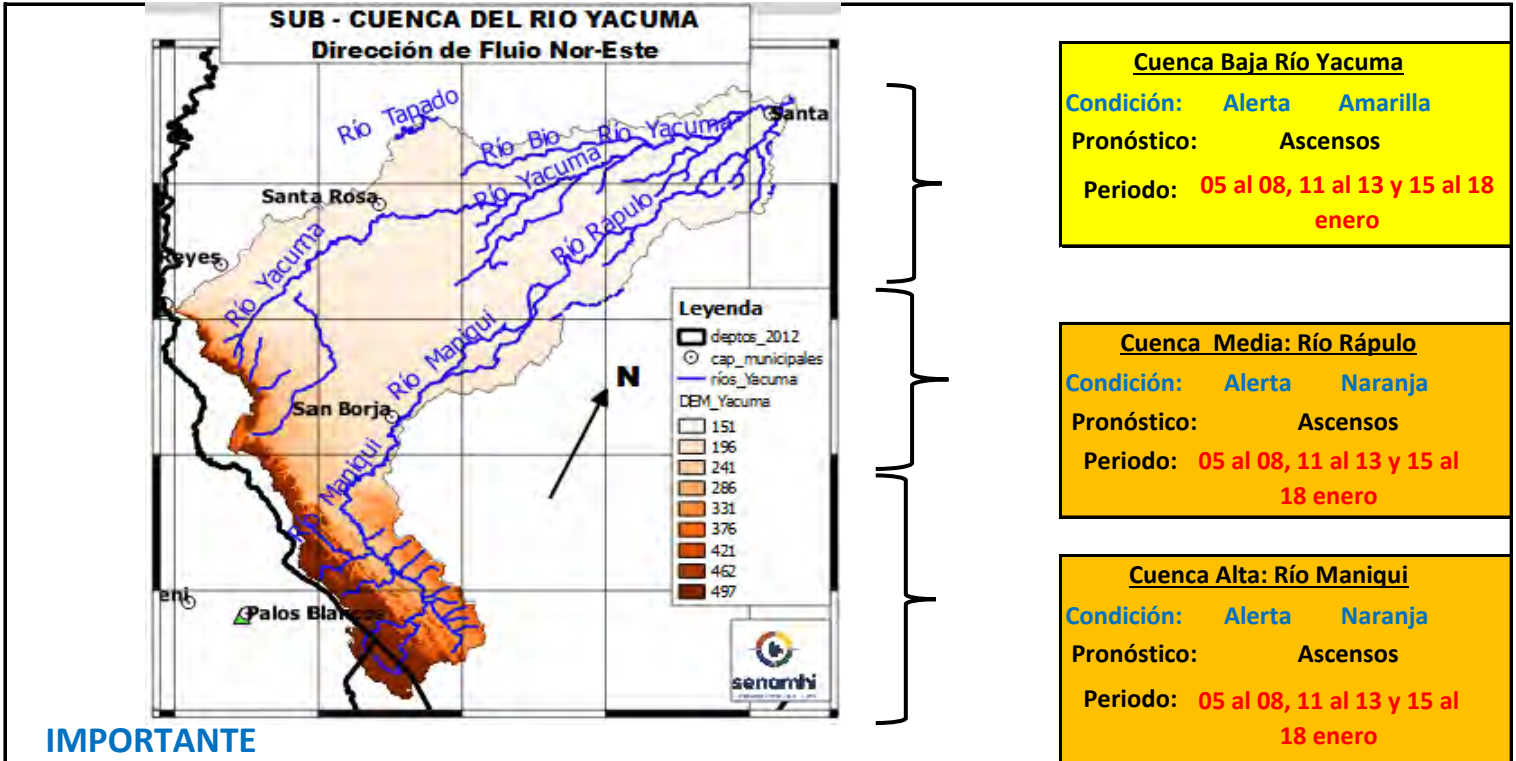 SUB - CUENCA DEL RIO YACUMA
Dirección de Flujo Nor-Este
Río Tapado
Río Bio
Río Yacuma
Santa
Río Yacuma
Santa Rosa
Río Rápulo
Reyes
Río Yacuma
Río Maniqui
San Borja
Río Maniqui
eni
Palos Blancos
Leyenda
deptos_2012
cap_municipales
ríos_Yacuma
DEM_Yacuma
151
196
241
286
331
376
421
462
497
N
senamhi
Cuenca Baja Río Yacuma
Condición: Alerta Amarilla
Pronóstico: Ascensos
Periodo: 05 al 08, 11 al 13 y 15 al 18
enero
Cuenca Media: Río Rápulo
Condición: Alerta Naranja
Pronóstico: Ascensos
Periodo: 05 al 08, 11 al 13 y 15 al
18 enero
Cuenca Alta: Río Maniqui
Condición: Alerta Naranja
Pronóstico: Ascensos
Periodo: 05 al 08, 11 al 13 y 15 al
18 enero
IMPORTANTE